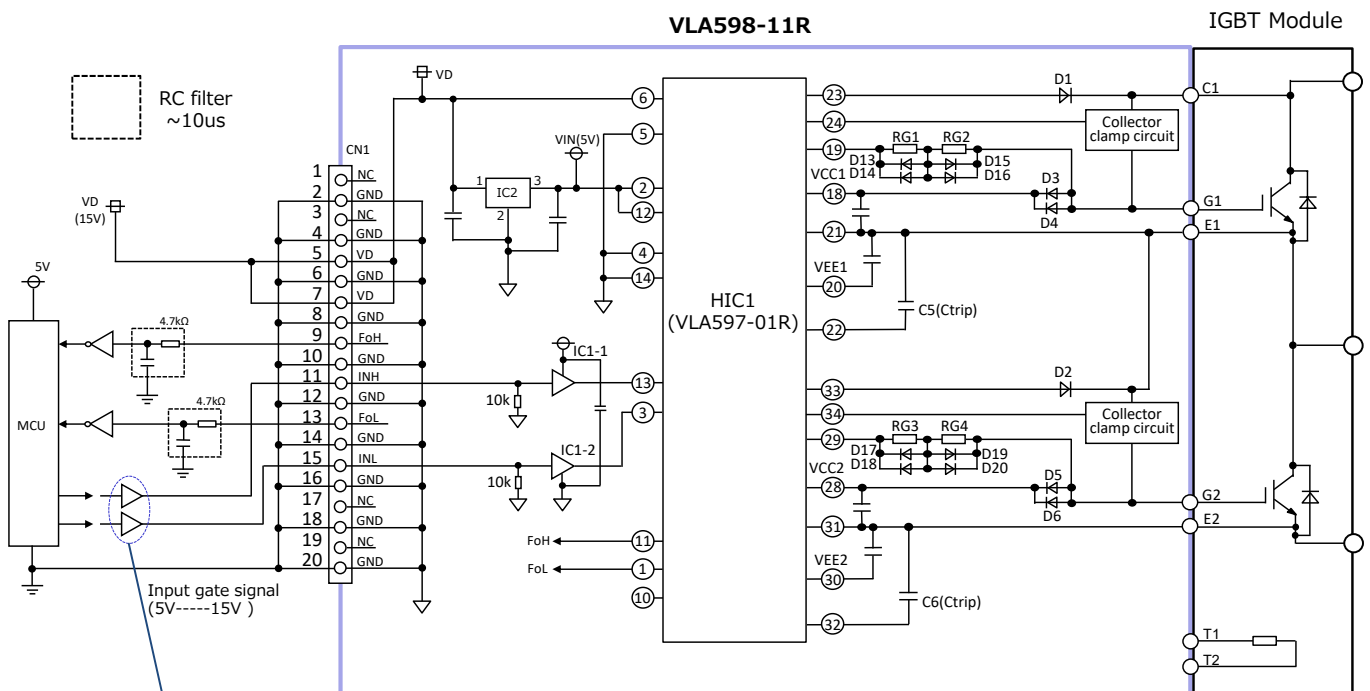 VLA598-11R
IGBT Module
RC filter
~10us
VD
(15V)
5V
MCU
4.7kΩ
4.7kΩ
Input gate signal
(5V-----15V )
CN1
1 NC
2 GND
3 NC
4 GND
5 VD
6 GND
7 VD
8 GND
9 FoH
10 GND
11 INH
12 GND
13 FoL
14 GND
15 INL
16 GND
17 NC
18 GND
19 NC
20 GND
VD
VIN(5V)
1 IC2 3
2
IC1-1
10k
IC1-2
10k
FoH
FoL
6
5
2
12
4
14
13
3
11
1
10
HIC1
(VLA597-01R)
23
24
19
18
21
20
22
33
34
29
28
31
30
32
D1
Collector
clamp circuit
RG1 RG2
D13 D15
D14 D16
VCC1
D3
D4
VEE1
C5(Ctrip)
D2
Collector
clamp circuit
RG3 RG4
D17 D19
D18 D20
VCC2
D5
D6
VEE2
C6(Ctrip)
C1
G1
E1
G2
E2
T1
T2